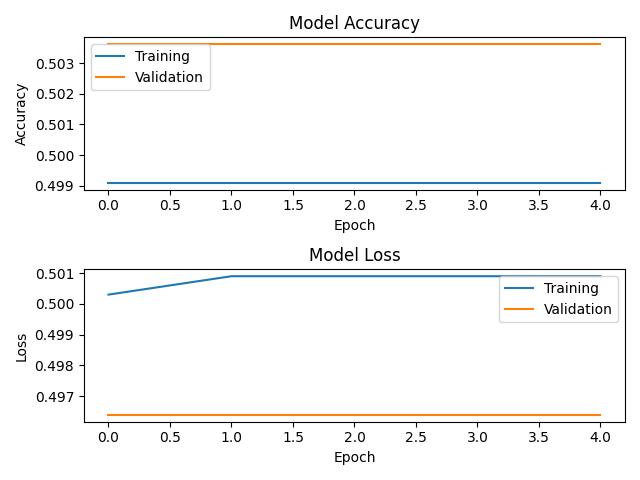 Model Accuracy
Training
Validation
0.503
0.502
0.501
0.500
0.499
Accuracy
0.0 0.5 1.0 1.5 2.0 2.5 3.0 3.5 4.0
Epoch
Model Loss
Training
Validation
0.501
0.500
0.499
0.498
0.497
Loss
0.0 0.5 1.0 1.5 2.0 2.5 3.0 3.5 4.0
Epoch